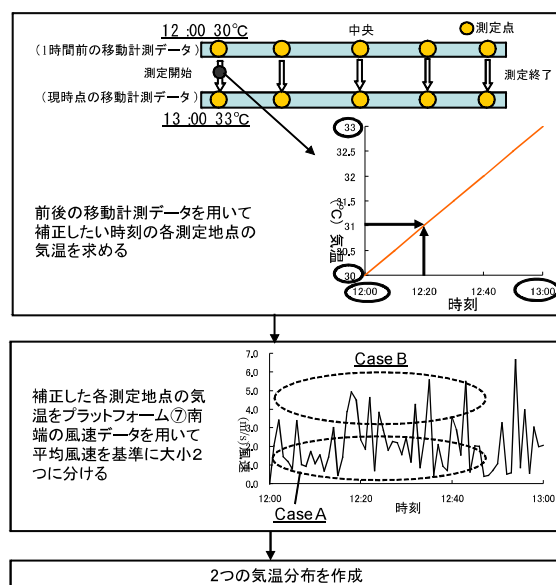 12 :00 30℃
中央
測定点
(1時間前の移動計測データ)
測定開始
測定終了
(現時点の移動計測データ)
13 :00 33℃
33
32.5
32
31.5
31
30.5
30
気温(℃)
12:00
12:20
12:40
13:00
時刻
前後の移動計測データを用いて
補正したい時刻の各測定地点の
気温を求める
Case B
7.0
6.0
5.0
4.0
3.0
2.0
1.0
0.0
風速(m/s)
12:00
12:20
12:40
13:00
時刻
Case A
補正した各測定地点の気
温をプラットフォーム⑦南
端の風速データを用いて
平均風速を基準に大小2
つに分ける
2つの気温分布を作成